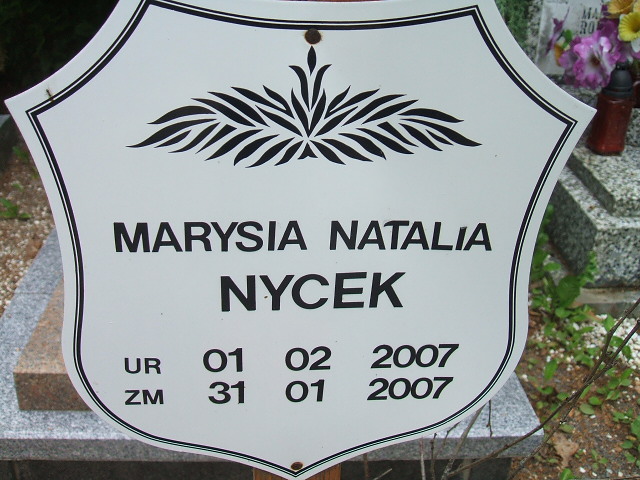 MARYSIA NATALIA
NYCEK
UR 01 02 2007
ZM 31 01 2007